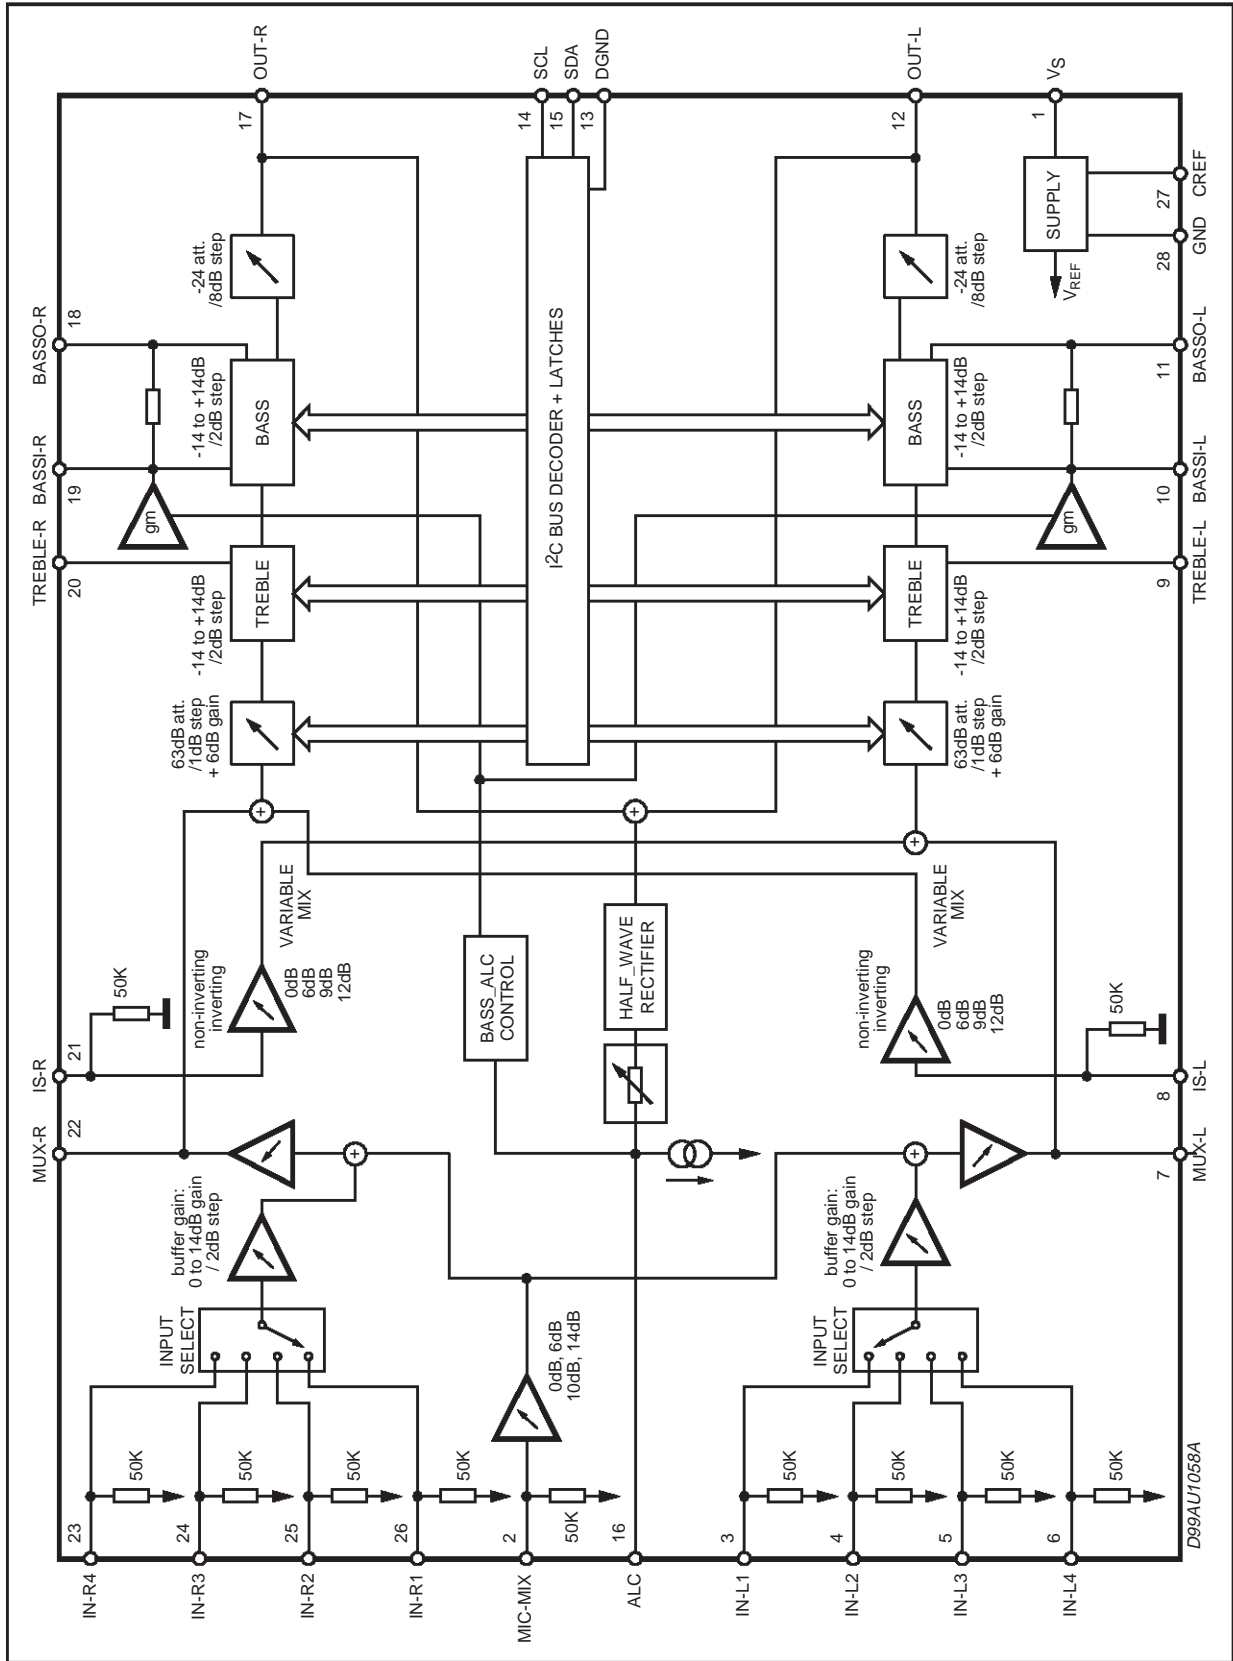 OUT-R
17
SCL
14
SDA
15
DGND
13
OUT-L
12
VS
1
CREF
27
GND
28
SUPPLY
VREF
BASSO-R
18
BASSI-R
19
TREBLE-R
20
gm
-24 att.
/8dB step
BASS
-14 to +14dB
/2dB step
TREBLE
-14 to +14dB
/2dB step
63dB att.
/1dB step
+ 6dB gain
+
I2C BUS DECODER + LATCHES
-24 att.
/8dB step
BASS
-14 to +14dB
/2dB step
TREBLE
-14 to +14dB
/2dB step
63dB att.
/1dB step
+ 6dB gain
+
BASSO-L
11
BASSI-L
10
TREBLE-L
9
gm
+
VARIABLE
MIX
non-inverting
inverting
0dB
6dB
9dB
12dB
50K
IS-R
21
MUX-R
22
BASS_ALC
CONTROL
HALF_WAVE
RECTIFIER
VARIABLE
MIX
non-inverting
inverting
0dB
6dB
9dB
12dB
50K
IS-L
8
MUX-L
7
+
buffer gain:
0 to 14dB gain
/ 2dB step
+
buffer gain:
0 to 14dB gain
/ 2dB step
INPUT
SELECT
0dB, 6dB
10dB, 14dB
INPUT
SELECT
50K
50K
50K
50K
50K
50K
50K
50K
50K
23
24
25
26
2
16
3
4
5
6
IN-R4
IN-R3
IN-R2
IN-R1
MIC-MIX
ALC
IN-L1
IN-L2
IN-L3
IN-L4
D99AU1058A